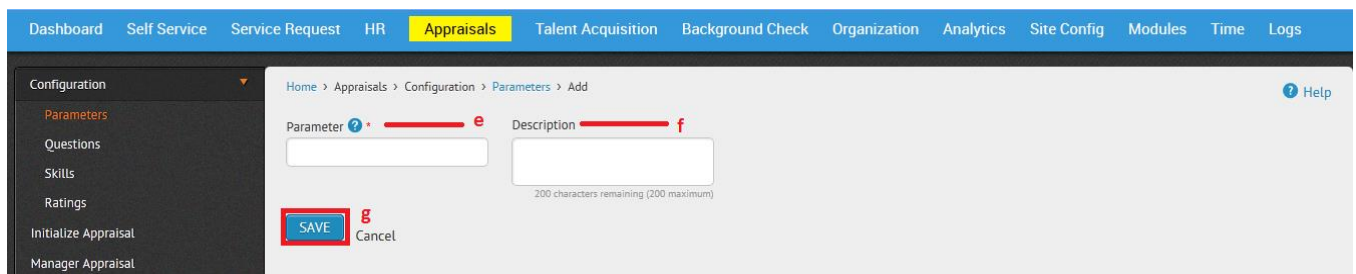 Dashboard Self Service Service Request HR Appraisals Talent Acquisition Background Check Organization Analytics Site Config Modules Time Logs
Configuration
Parameters
Questions
Skills
Ratings
Initialize Appraisal
Manager Appraisal
Home > Appraisals > Configuration > Parameters > Add
? Help
Parameter ? * e
Description f
200 characters remaining (200 maximum)
SAVE g
Cancel